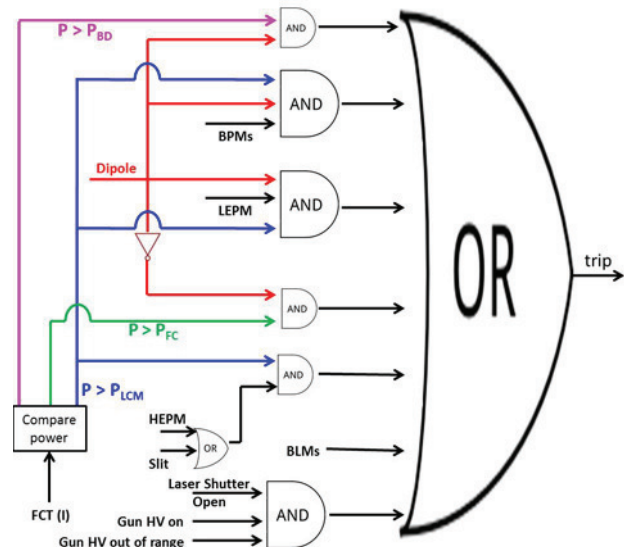 P > PBD
AND
AND
BPMs
Dipole
AND
LEPM
OR
trip
AND
P > PFC
AND
P > PLCM
Compare
power
HEPM
OR
Slit
BLMs
FCT (I)
Laser Shutter
Open
AND
Gun HV on
Gun HV out of range